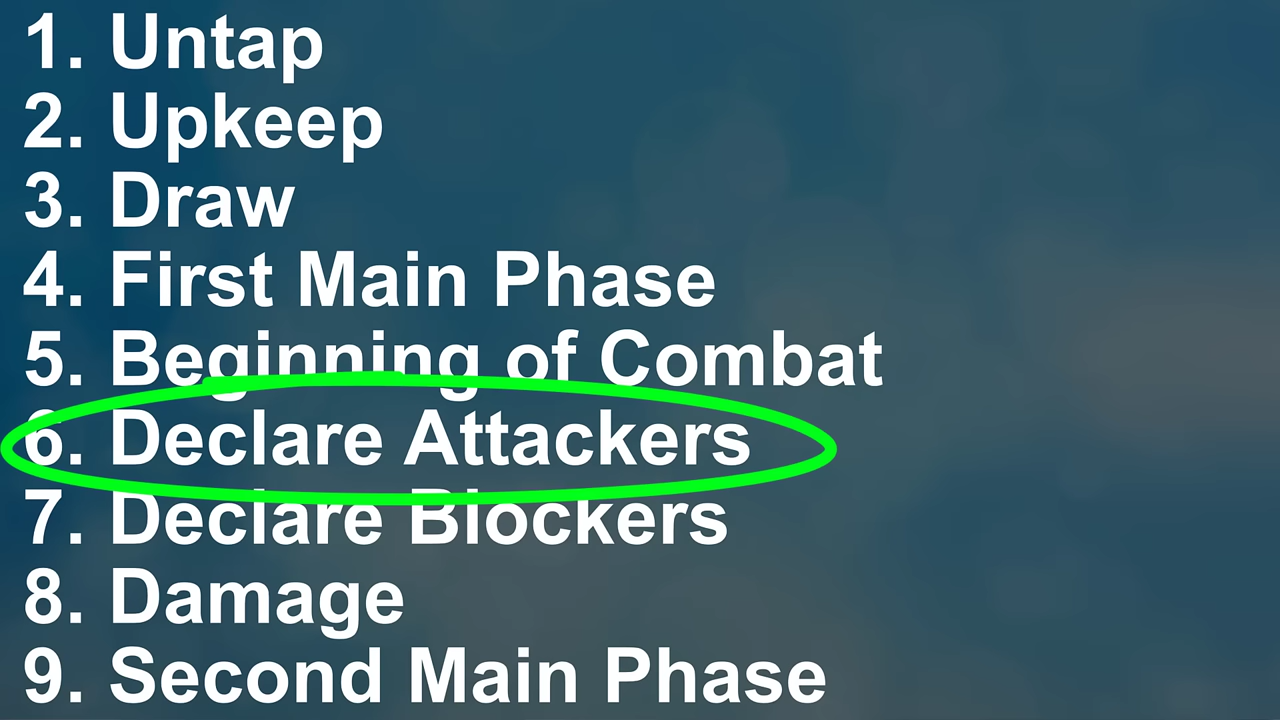 1. Untap
2. Upkeep
3. Draw
4. First Main Phase
5. Beginning of Combat
6. Declare Attackers
7. Declare Blockers
8. Damage
9. Second Main Phase